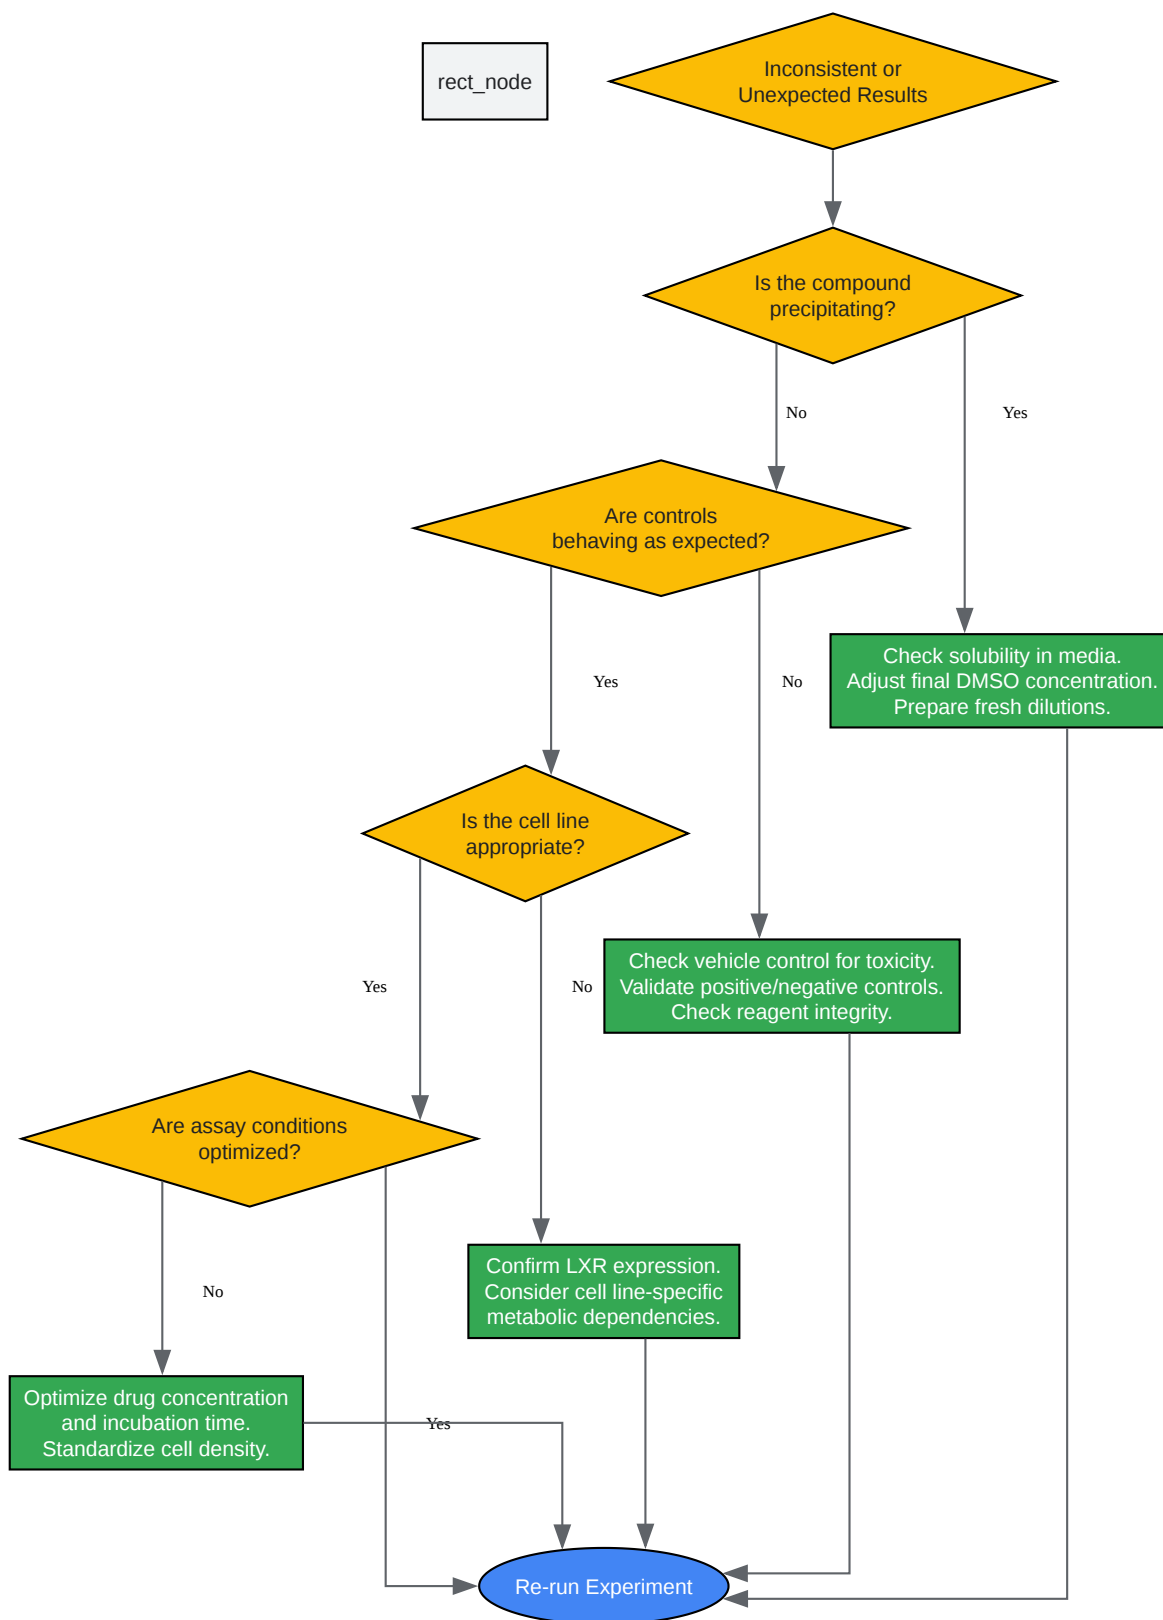 rect_node
Inconsistent or
Unexpected Results
Is the compound
precipitating?
No
Yes
Are controls
behaving as expected?
Check solubility in media.
Adjust final DMSO concentration.
Prepare fresh dilutions.
Yes
No
Is the cell line
appropriate?
Check vehicle control for toxicity.
Validate positive/negative controls.
Check reagent integrity.
Yes
No
Are assay conditions
optimized?
Confirm LXR expression.
Consider cell line-specific
metabolic dependencies.
No
Optimize drug concentration
and incubation time.
Standardize cell density.
Yes
Re-run Experiment